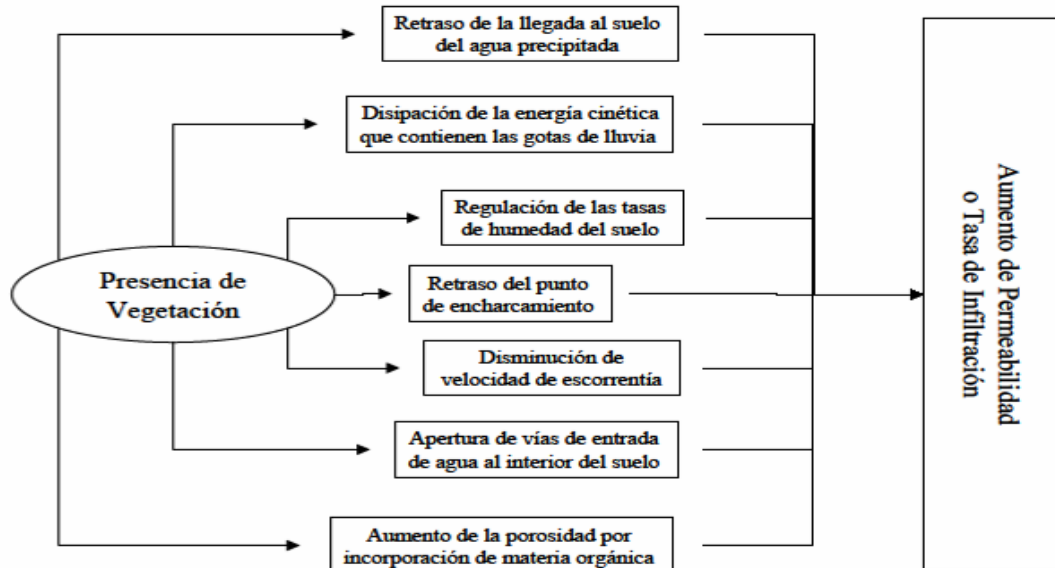 Retraso de la llegada al suelo
del agua precipitada
Disipación de la energía cinética
que contienen las gotas de lluvia
Regulación de las tasas
de humedad del suelo
Presencia de
Vegetación
Retraso del punto
de encharcamiento
Disminución de
velocidad de escorrentía
Apertura de vías de entrada
de agua al interior del suelo
Aumento de la porosidad por
incorporación de materia orgánica
Aumento de Permeabilidad
o Tasa de Infiltración